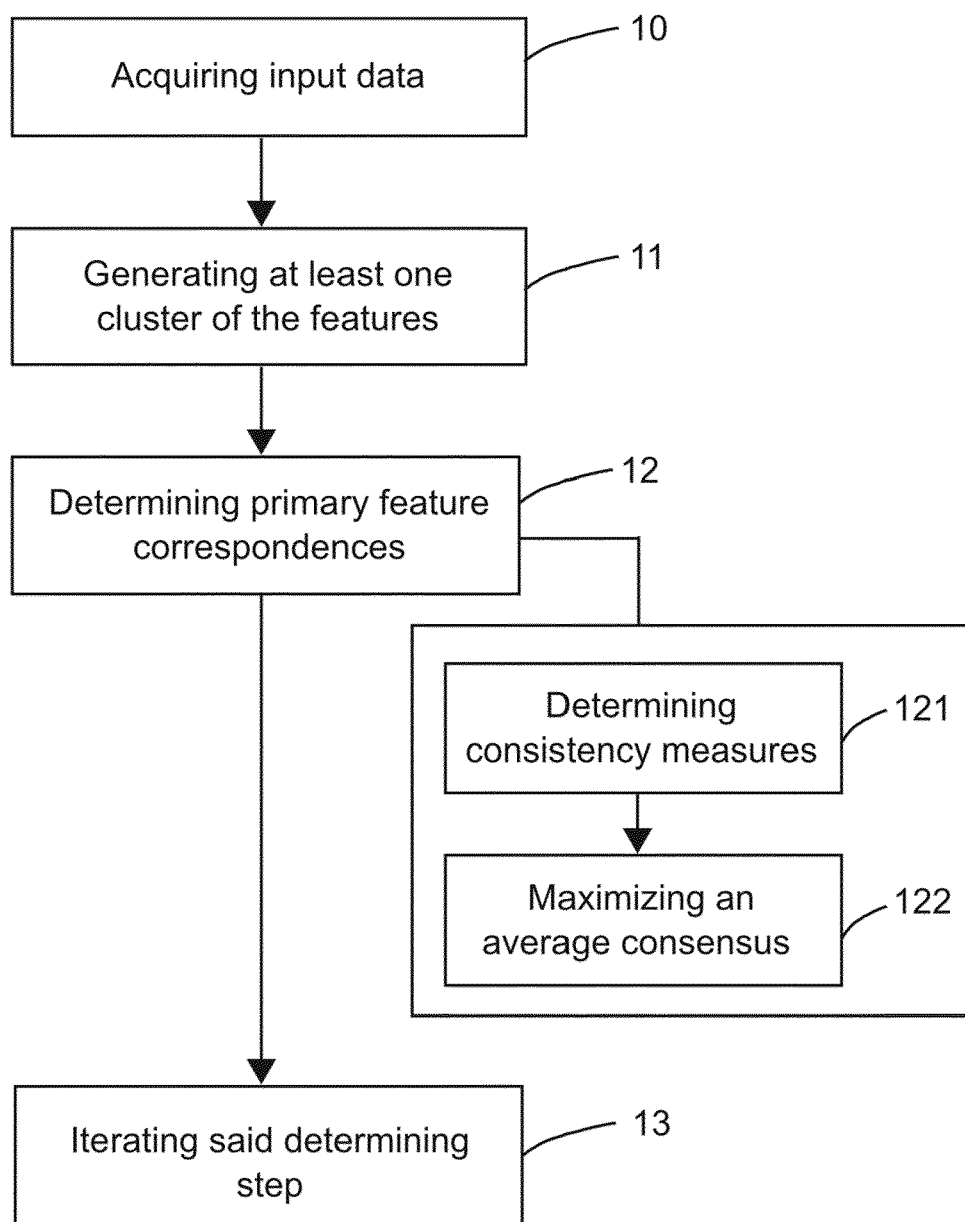 10
Acquiring input data
11
Generating at least one
cluster of the features
12
Determining primary feature
correspondences
Determining
consistency measures
121
Maximizing an
average consensus
122
13
Iterating said determining
step